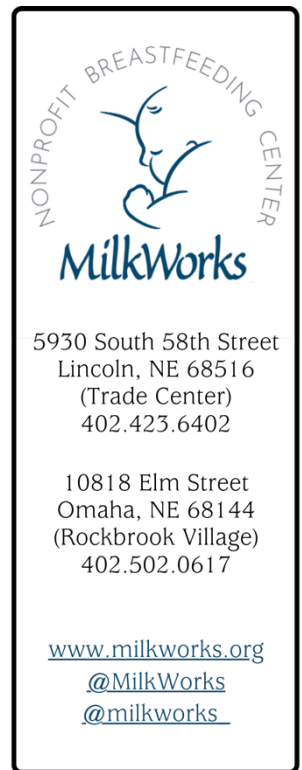 NONPROFIT BREASTFEEDING CENTER
MilkWorks
5930 South 58th Street
Lincoln, NE 68516
(Trade Center)
402.423.6402
10818 Elm Street
Omaha, NE 68144
(Rockbrook Village)
402.502.0617
www.milkworks.org
@MilkWorks
@milkworks_